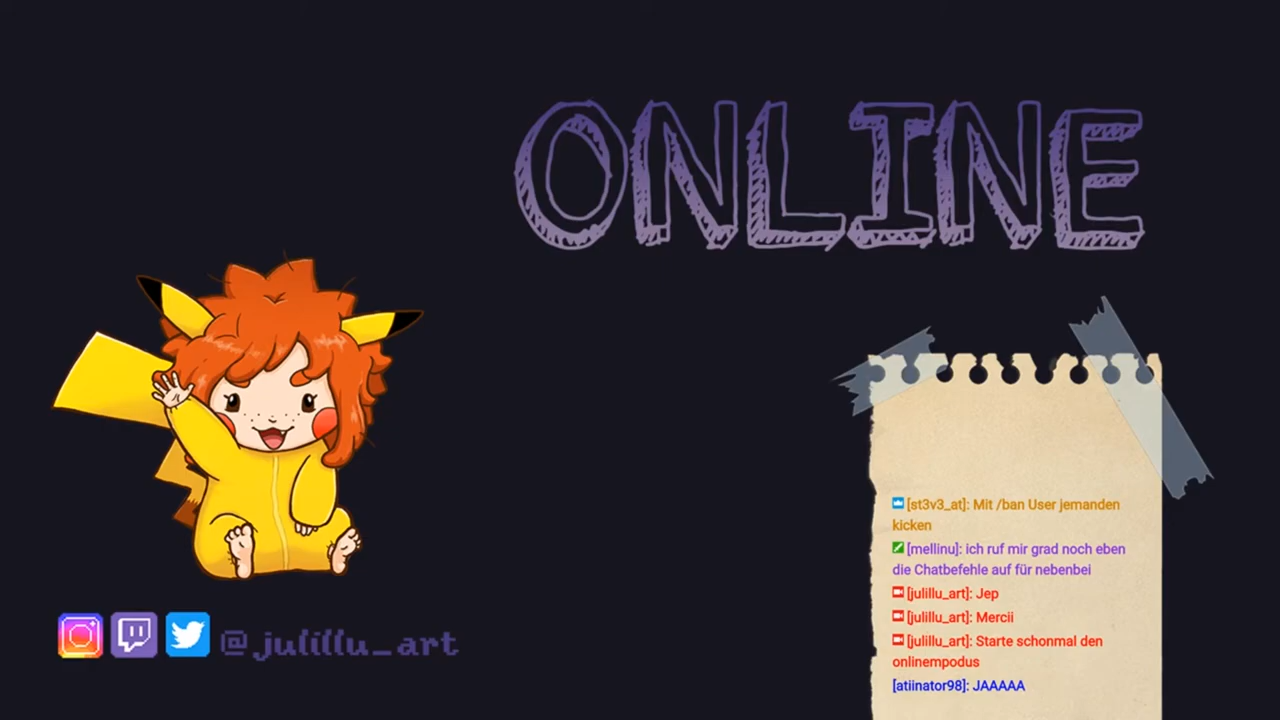 ONLINE
[st3v3_at]: Mit /ban User jemanden
kicken
[mellinu]: ich ruf mir grad noch eben
die Chatbefehle auf für nebenbei
[julillu_art]: Jep
[julillu_art]: Mercii
[julillu_art]: Starte schonmal den
onlinempodus
[atiinator98]: JAAAAA
@julillu_art